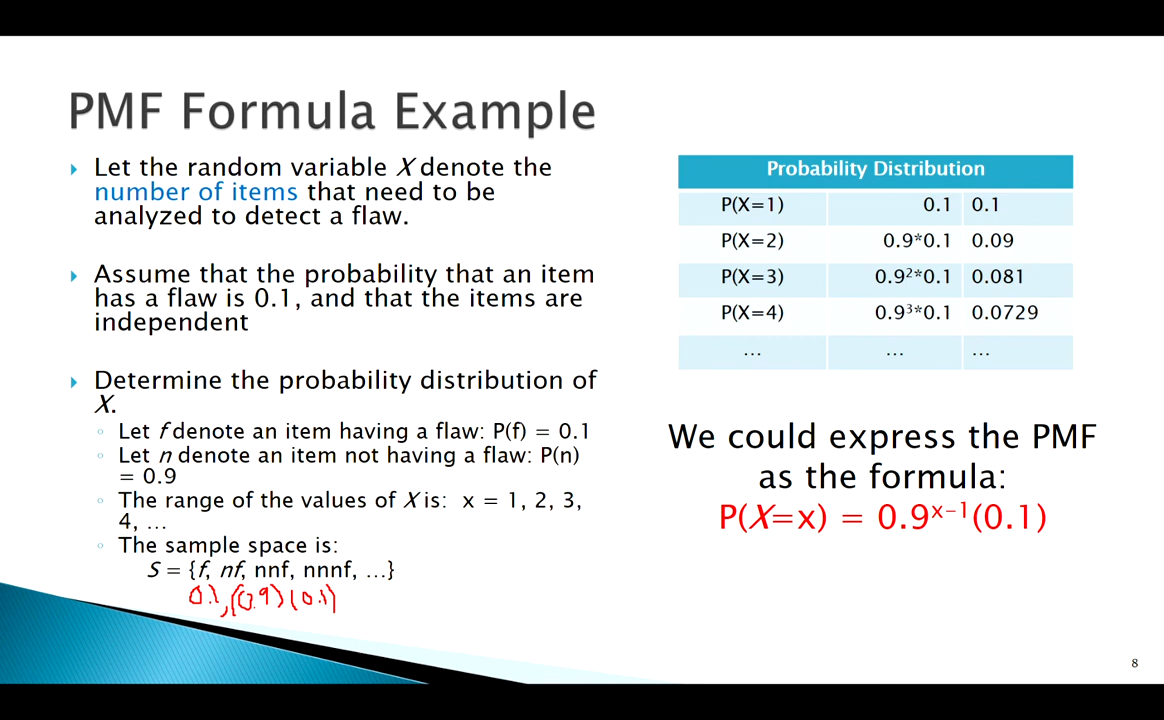 PMF Formula Example
Let the random variable X denote the
number of items that need to be
analyzed to detect a flaw.
Assume that the probability that an item
has a flaw is 0.1, and that the items are
independent
Determine the probability distribution of
X.
Let f denote an item having a flaw: P(f) = 0.1
Let n denote an item not having a flaw: P(n)
= 0.9
The range of the values of X is: x = 1, 2, 3,
4, …
The sample space is:
S = {f, nf, nnf, nnnf, …}
0.1, (0.9)(0.1)
Probability Distribution
P(X=1) 0.1 0.1
P(X=2) 0.9*0.1 0.09
P(X=3) 0.9²*0.1 0.081
P(X=4) 0.9³*0.1 0.0729
… … …
We could express the PMF
as the formula:
P(X=x) = 0.9ˣ⁻¹(0.1)
8